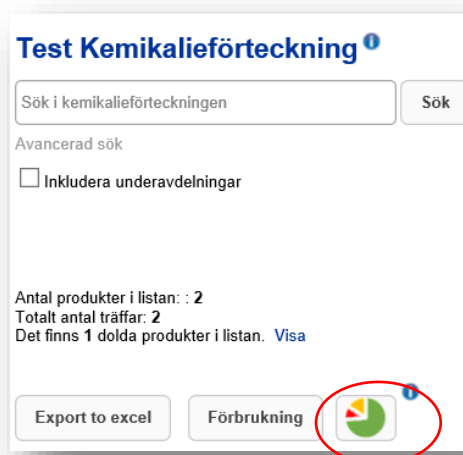 Test Kemikalieförteckning
Sök i kemikalieförteckningen
Sök
Avancerad sök
Inkludera underavdelningar
Antal produkter i listan: : 2
Totalt antal träffar: 2
Det finns 1 dolda produkter i listan. Visa
Export to excel
Förbrukning